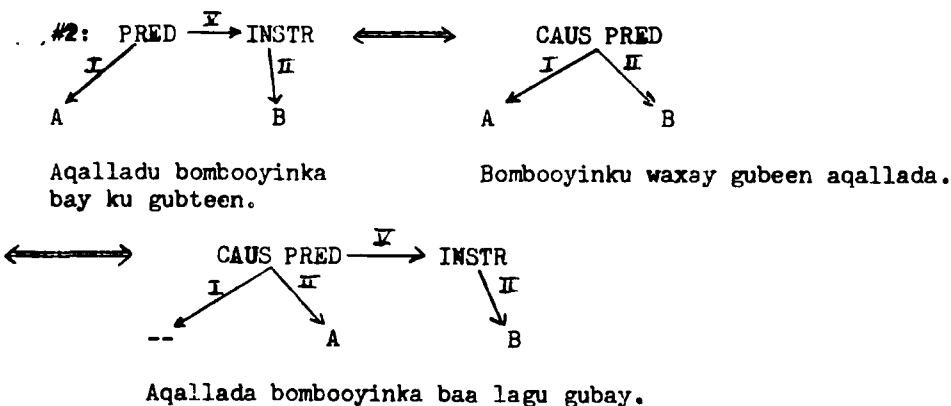 #2: PRED V INSTR CAUS PRED
I II I II
A B A B
Aqalladu bombooyinka
bay ku gubteen.
Bombooyinku waxay gubeen aqallada.
CAUS PRED V INSTR
I II II
-- A B
Aqallada bombooyinka baa lagu gubay.